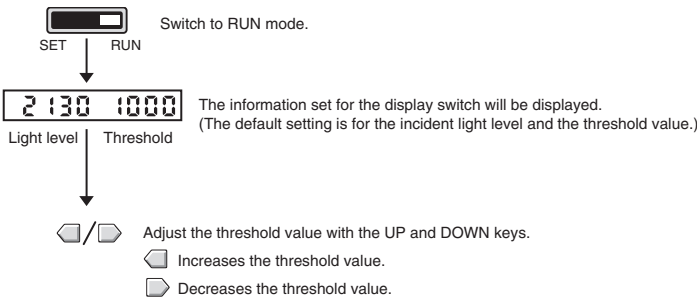 Switch to RUN mode.
SET RUN
2130 1000
The information set for the display switch will be displayed.
(The default setting is for the incident light level and the threshold value.)
Light level Threshold
/
Adjust the threshold value with the UP and DOWN keys.
Increases the threshold value.
Decreases the threshold value.